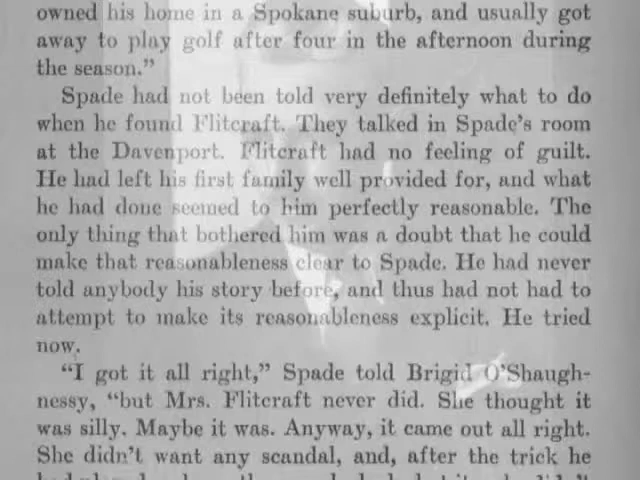 owned his home in a Spokane suburb, and usually got
away to play golf after four in the afternoon during
the season."
Spade had not been told very definitely what to do
when he found Flitcraft. They talked in Spade's room
at the Davenport. Flitcraft had no feeling of guilt.
He had left his first family well provided for, and what
he had done seemed to him perfectly reasonable. The
only thing that bothered him was a doubt that he could
make that reasonableness clear to Spade. He had never
told anybody his story before, and thus had not had to
attempt to make its reasonableness explicit. He tried
now.
"I got it all right," Spade told Brigid O'Shaugh-
nessy, "but Mrs. Flitcraft never did. She thought it
was silly. Maybe it was. Anyway, it came out all right.
She didn't want any scandal, and, after the trick he